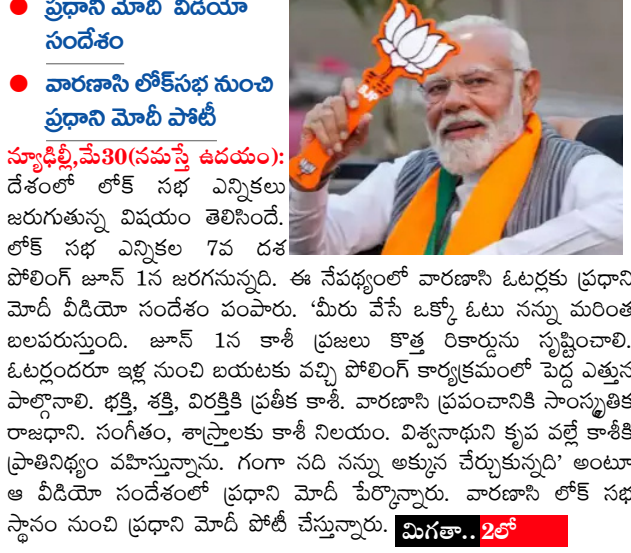 ప్రధాని మోదీ వీడియో
సందేశం
వారణాసి లోక్‌సభ నుంచి
ప్రధాని మోదీ పోటీ
BJP
న్యూఢిల్లీ,మే30(నమస్తే ఉదయం):
దేశంలో లోక్ సభ ఎన్నికలు
జరుగుతున్న విషయం తెలిసిందే.
లోక్ సభ ఎన్నికల 7వ దశ
పోలింగ్ జూన్ 1న జరగనున్నది. ఈ నేపథ్యంలో వారణాసి ఓటర్లకు ప్రధాని
మోదీ వీడియో సందేశం పంపారు. ‘మీరు వేసే ఒక్కో ఓటు నన్ను మరింత
బలపరుస్తుంది. జూన్ 1న కాశీ ప్రజలు కొత్త రికార్డును సృష్టించాలి.
ఓటర్లందరూ ఇళ్ల నుంచి బయటకు వచ్చి పోలింగ్ కార్యక్రమంలో పెద్ద ఎత్తున
పాల్గొనాలి. భక్తి, శక్తి, విరక్తికి ప్రతీక కాశీ. వారణాసి ప్రపంచానికి సాంస్కృతిక
రాజధాని. సంగీతం, శాస్త్రాలకు కాశీ నిలయం. విశ్వనాథుని కృప వల్లే కాశీకి
ప్రాతినిథ్యం వహిస్తున్నాను. గంగా నది నన్ను అక్కున చేర్చుకున్నది’ అంటూ
ఆ వీడియో సందేశంలో ప్రధాని మోదీ పేర్కొన్నారు. వారణాసి లోక్ సభ
స్థానం నుంచి ప్రధాని మోదీ పోటీ చేస్తున్నారు. మిగతా.. 2లో